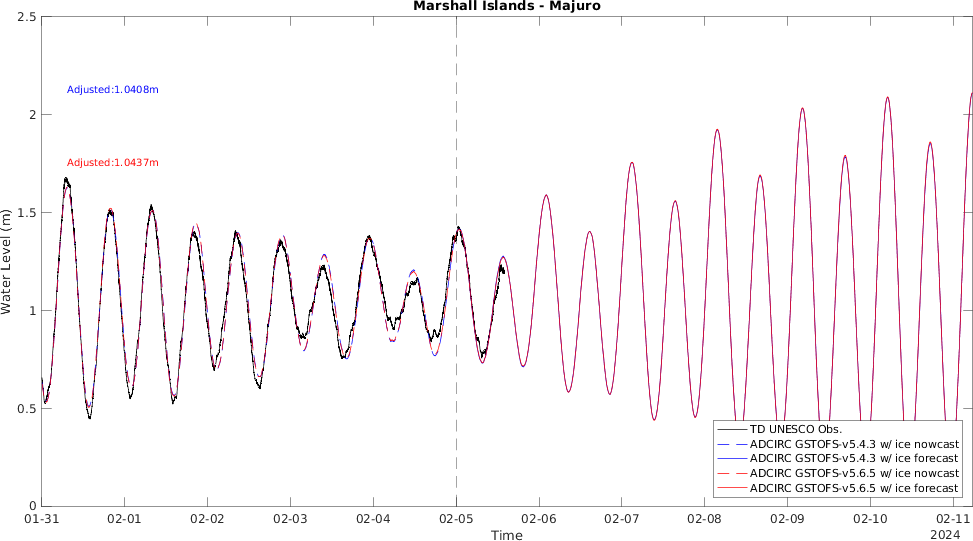 Marshall Islands - Majuro
2.5
2
1.5
1
0.5
0
Water Level (m)
Adjusted:1.0408m
Adjusted:1.0437m
TD UNESCO Obs.
ADCIRC GSTOFS-v5.4.3 w/ ice nowcast
ADCIRC GSTOFS-v5.4.3 w/ ice forecast
ADCIRC GSTOFS-v5.6.5 w/ ice nowcast
ADCIRC GSTOFS-v5.6.5 w/ ice forecast
01-31 02-01 02-02 02-03 02-04 02-05 02-06 02-07 02-08 02-09 02-10 02-11
Time
2024